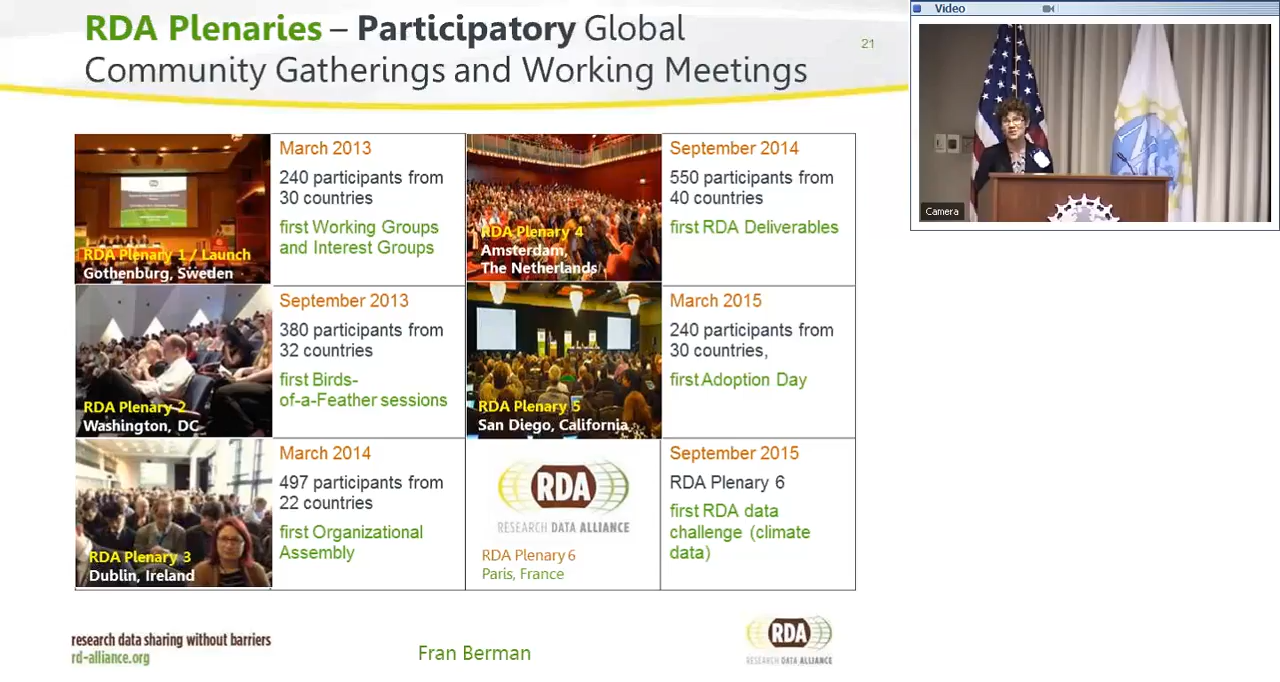 RDA Plenaries – Participatory Global
Community Gatherings and Working Meetings
21
RDA Plenary 1 / Launch
Gothenburg, Sweden
March 2013
240 participants from
30 countries
first Working Groups
and Interest Groups
RDA Plenary 4
Amsterdam,
The Netherlands
September 2014
550 participants from
40 countries
first RDA Deliverables
RDA Plenary 2
Washington, DC
September 2013
380 participants from
32 countries
first Birds-
of-a-Feather sessions
RDA Plenary 5
San Diego, California
March 2015
240 participants from
30 countries,
first Adoption Day
RDA Plenary 3
Dublin, Ireland
March 2014
497 participants from
22 countries
first Organizational
Assembly
RDA
RESEARCH DATA ALLIANCE
RDA Plenary 6
Paris, France
September 2015
RDA Plenary 6
first RDA data
challenge (climate
data)
research data sharing without barriers
rd-alliance.org
Fran Berman
RDA
RESEARCH DATA ALLIANCE
Video
Camera